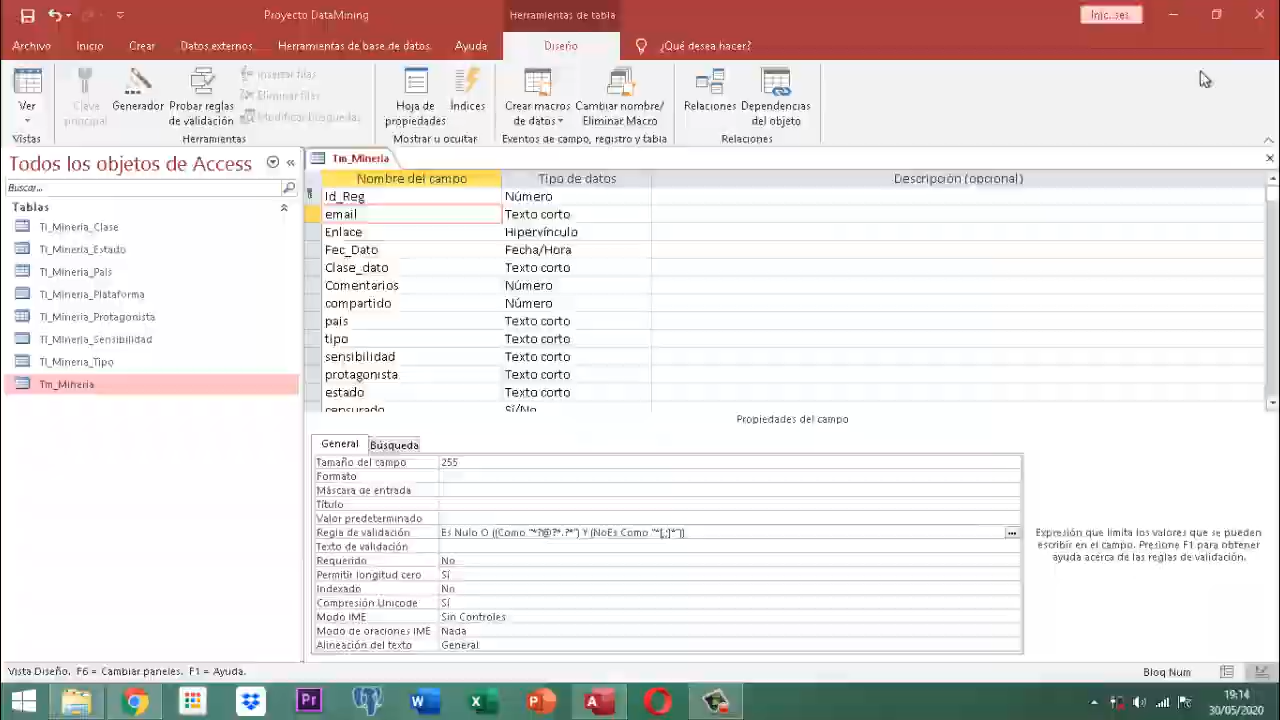 Proyecto DataMining
Herramientas de tabla
Inic. ses.
Archivo Inicio Crear Datos externos Herramientas de base de datos Ayuda Diseño ¿Qué desea hacer?
Ver
Clave principal
Generador
Probar reglas de validación
Insertar filas
Eliminar filas
Modificar búsquedas
Hoja de propiedades
Índices
Crear macros de datos
Cambiar nombre/ Eliminar Macro
Relaciones
Dependencias del objeto
Vistas
Herramientas
Mostrar u ocultar
Eventos de campo, registro y tabla
Relaciones
Todos los objetos de Access
Buscar...
Tablas
Tl_Mineria_Clase
Tl_Mineria_Estado
Tl_Mineria_Pais
Tl_Mineria_Plataforma
Tl_Mineria_Protagonista
Tl_Mineria_Sensibilidad
Tl_Mineria_Tipo
Tm_Mineria
Tm_Mineria
Nombre del campo Tipo de datos Descripción (opcional)
Id_Reg Número
email Texto corto
Enlace Hipervínculo
Fec_Dato Fecha/Hora
Clase_dato Texto corto
Comentarios Número
compartido Número
pais Texto corto
tipo Texto corto
sensibilidad Texto corto
protagonista Texto corto
estado Texto corto
censurado Sí/No
Propiedades del campo
General Búsqueda
Tamaño del campo 255
Formato
Máscara de entrada
Título
Valor predeterminado
Regla de validación Es Nulo O ((Como "*?@?*.?*") Y (NoEs Como "*[,;]*"))
Texto de validación
Requerido No
Permitir longitud cero Sí
Indexado No
Compresión Unicode Sí
Modo IME Sin Controles
Modo de oraciones IME Nada
Alineación del texto General
Expresión que limita los valores que se pueden
escribir en el campo. Presione F1 para obtener
ayuda acerca de las reglas de validación.
Vista Diseño. F6 = Cambiar paneles. F1 = Ayuda.
Bloq Num
Pr
19:14
30/05/2020